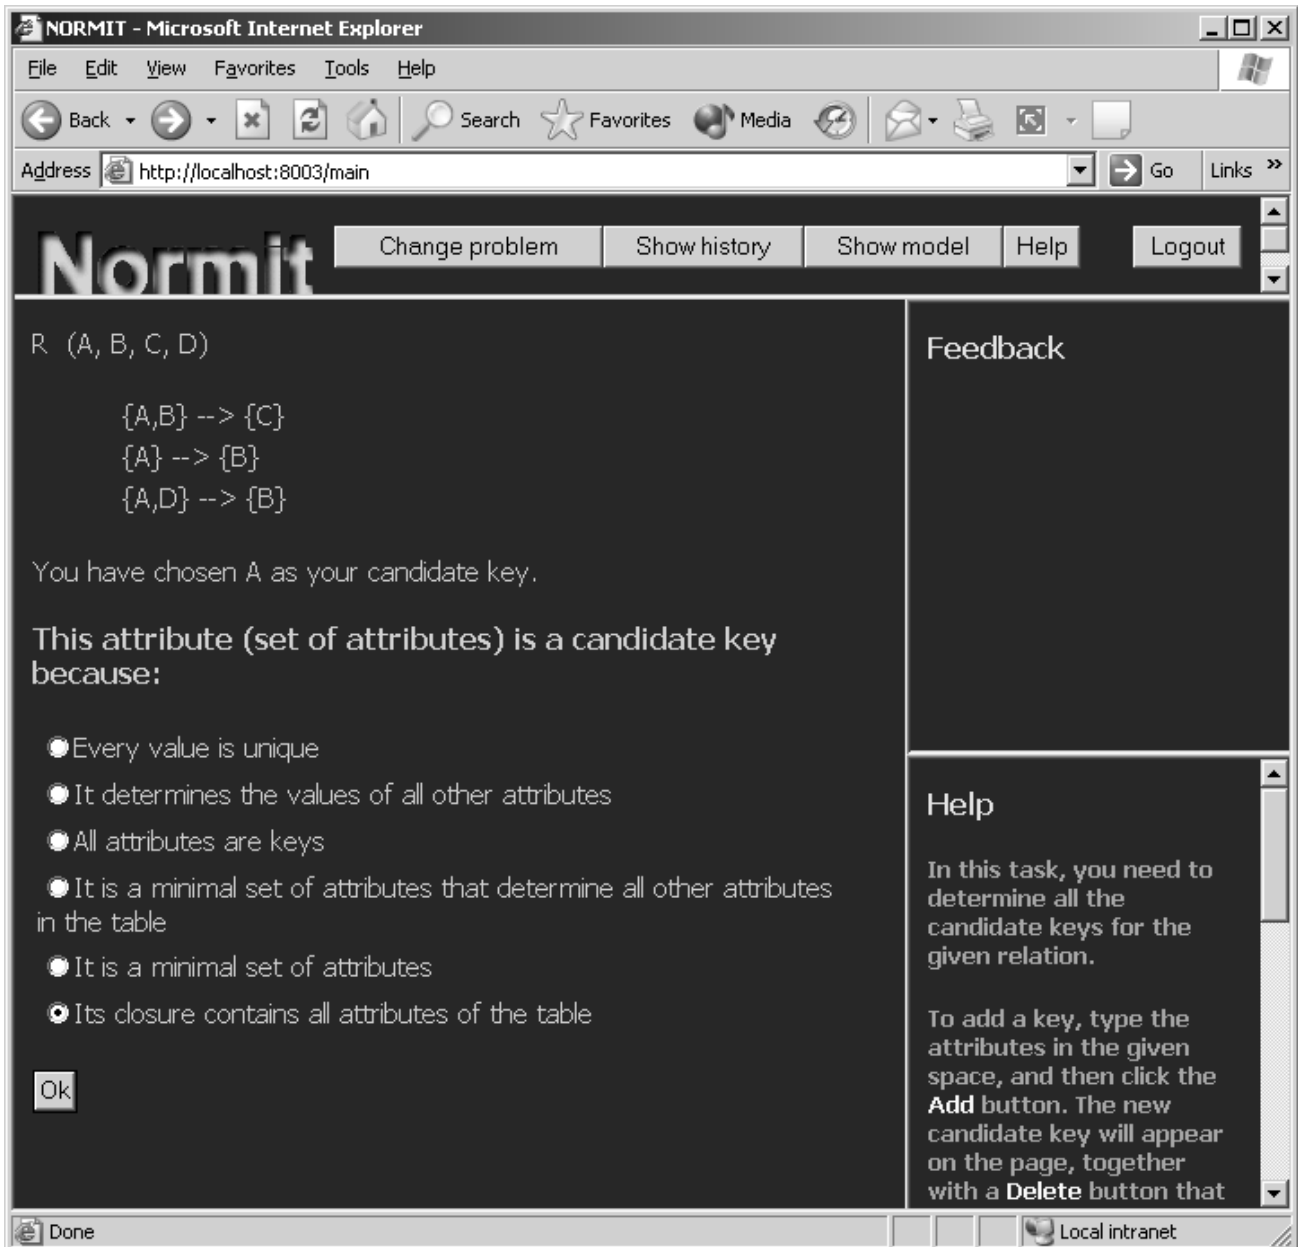 NORMIT - Microsoft Internet Explorer
File Edit View Favorites Tools Help
Back Search Favorites Media
Address http://localhost:8003/main Go Links »
Normit Change problem Show history Show model Help Logout
R (A, B, C, D)
{A,B} --> {C}
{A} --> {B}
{A,D} --> {B}
You have chosen A as your candidate key.
This attribute (set of attributes) is a candidate key
because:
Every value is unique
It determines the values of all other attributes
All attributes are keys
It is a minimal set of attributes that determine all other attributes
in the table
It is a minimal set of attributes
Its closure contains all attributes of the table
Ok
Feedback
Help
In this task, you need to
determine all the
candidate keys for the
given relation.
To add a key, type the
attributes in the given
space, and then click the
Add button. The new
candidate key will appear
on the page, together
with a Delete button that
Done Local intranet